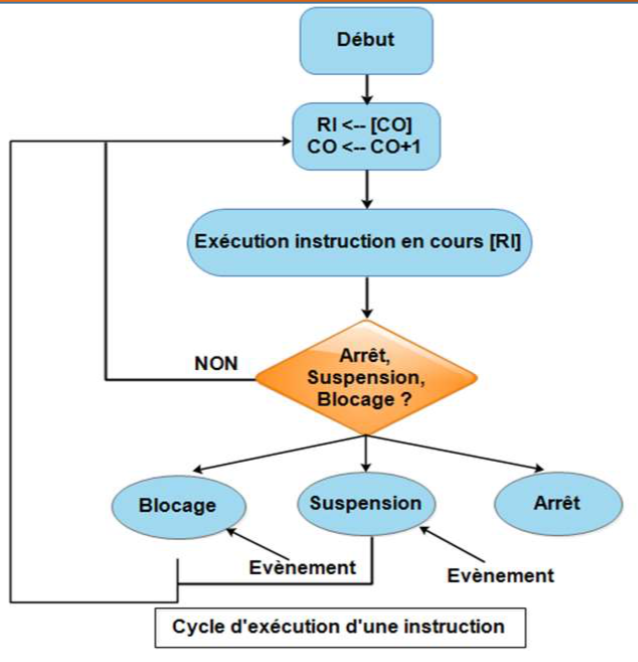 Début
RI <-- [CO]
CO <-- CO+1
Exécution instruction en cours [RI]
NON
Arrêt,
Suspension,
Blocage ?
Blocage
Suspension
Arrêt
Evènement
Evènement
Cycle d'exécution d'une instruction